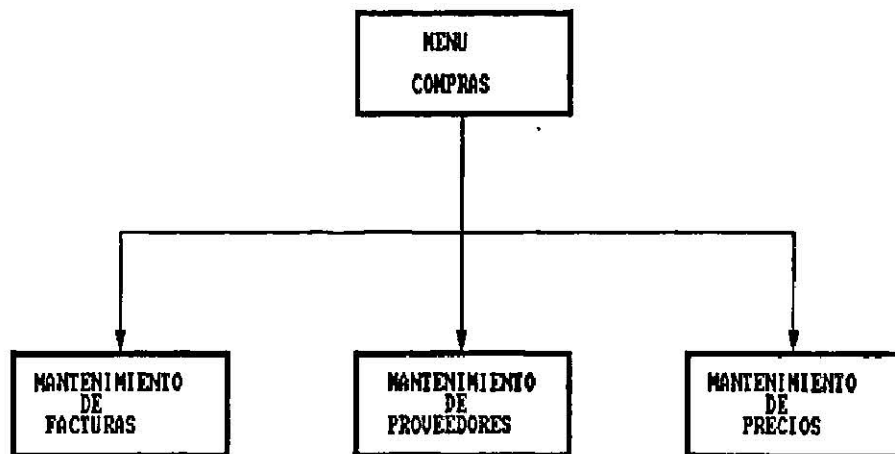 MENU
COMPRAS
MANTENIMIENTO
DE
FACTURAS
MANTENIMIENTO
DE
PROVEEDORES
MANTENIMIENTO
DE
PRECIOS